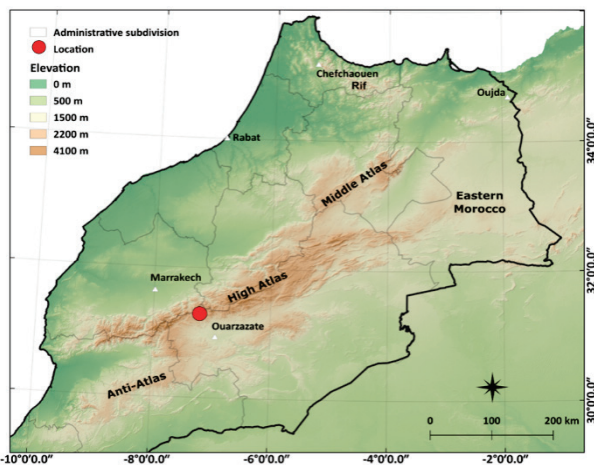 Administrative subdivision
Location
Elevation
0 m
500 m
1500 m
2200 m
4100 m
Chefchaouen
Rif
Oujda
Rabat
Middle Atlas
Eastern
Morocco
Marrakech
High Atlas
Ouarzazate
Anti-Atlas
34°0'0.0"
32°0'0.0"
30°0'0.0"
0 100 200 km
-10°0'0.0" -8°0'0.0" -6°0'0.0" -4°0'0.0" -2°0'0.0"